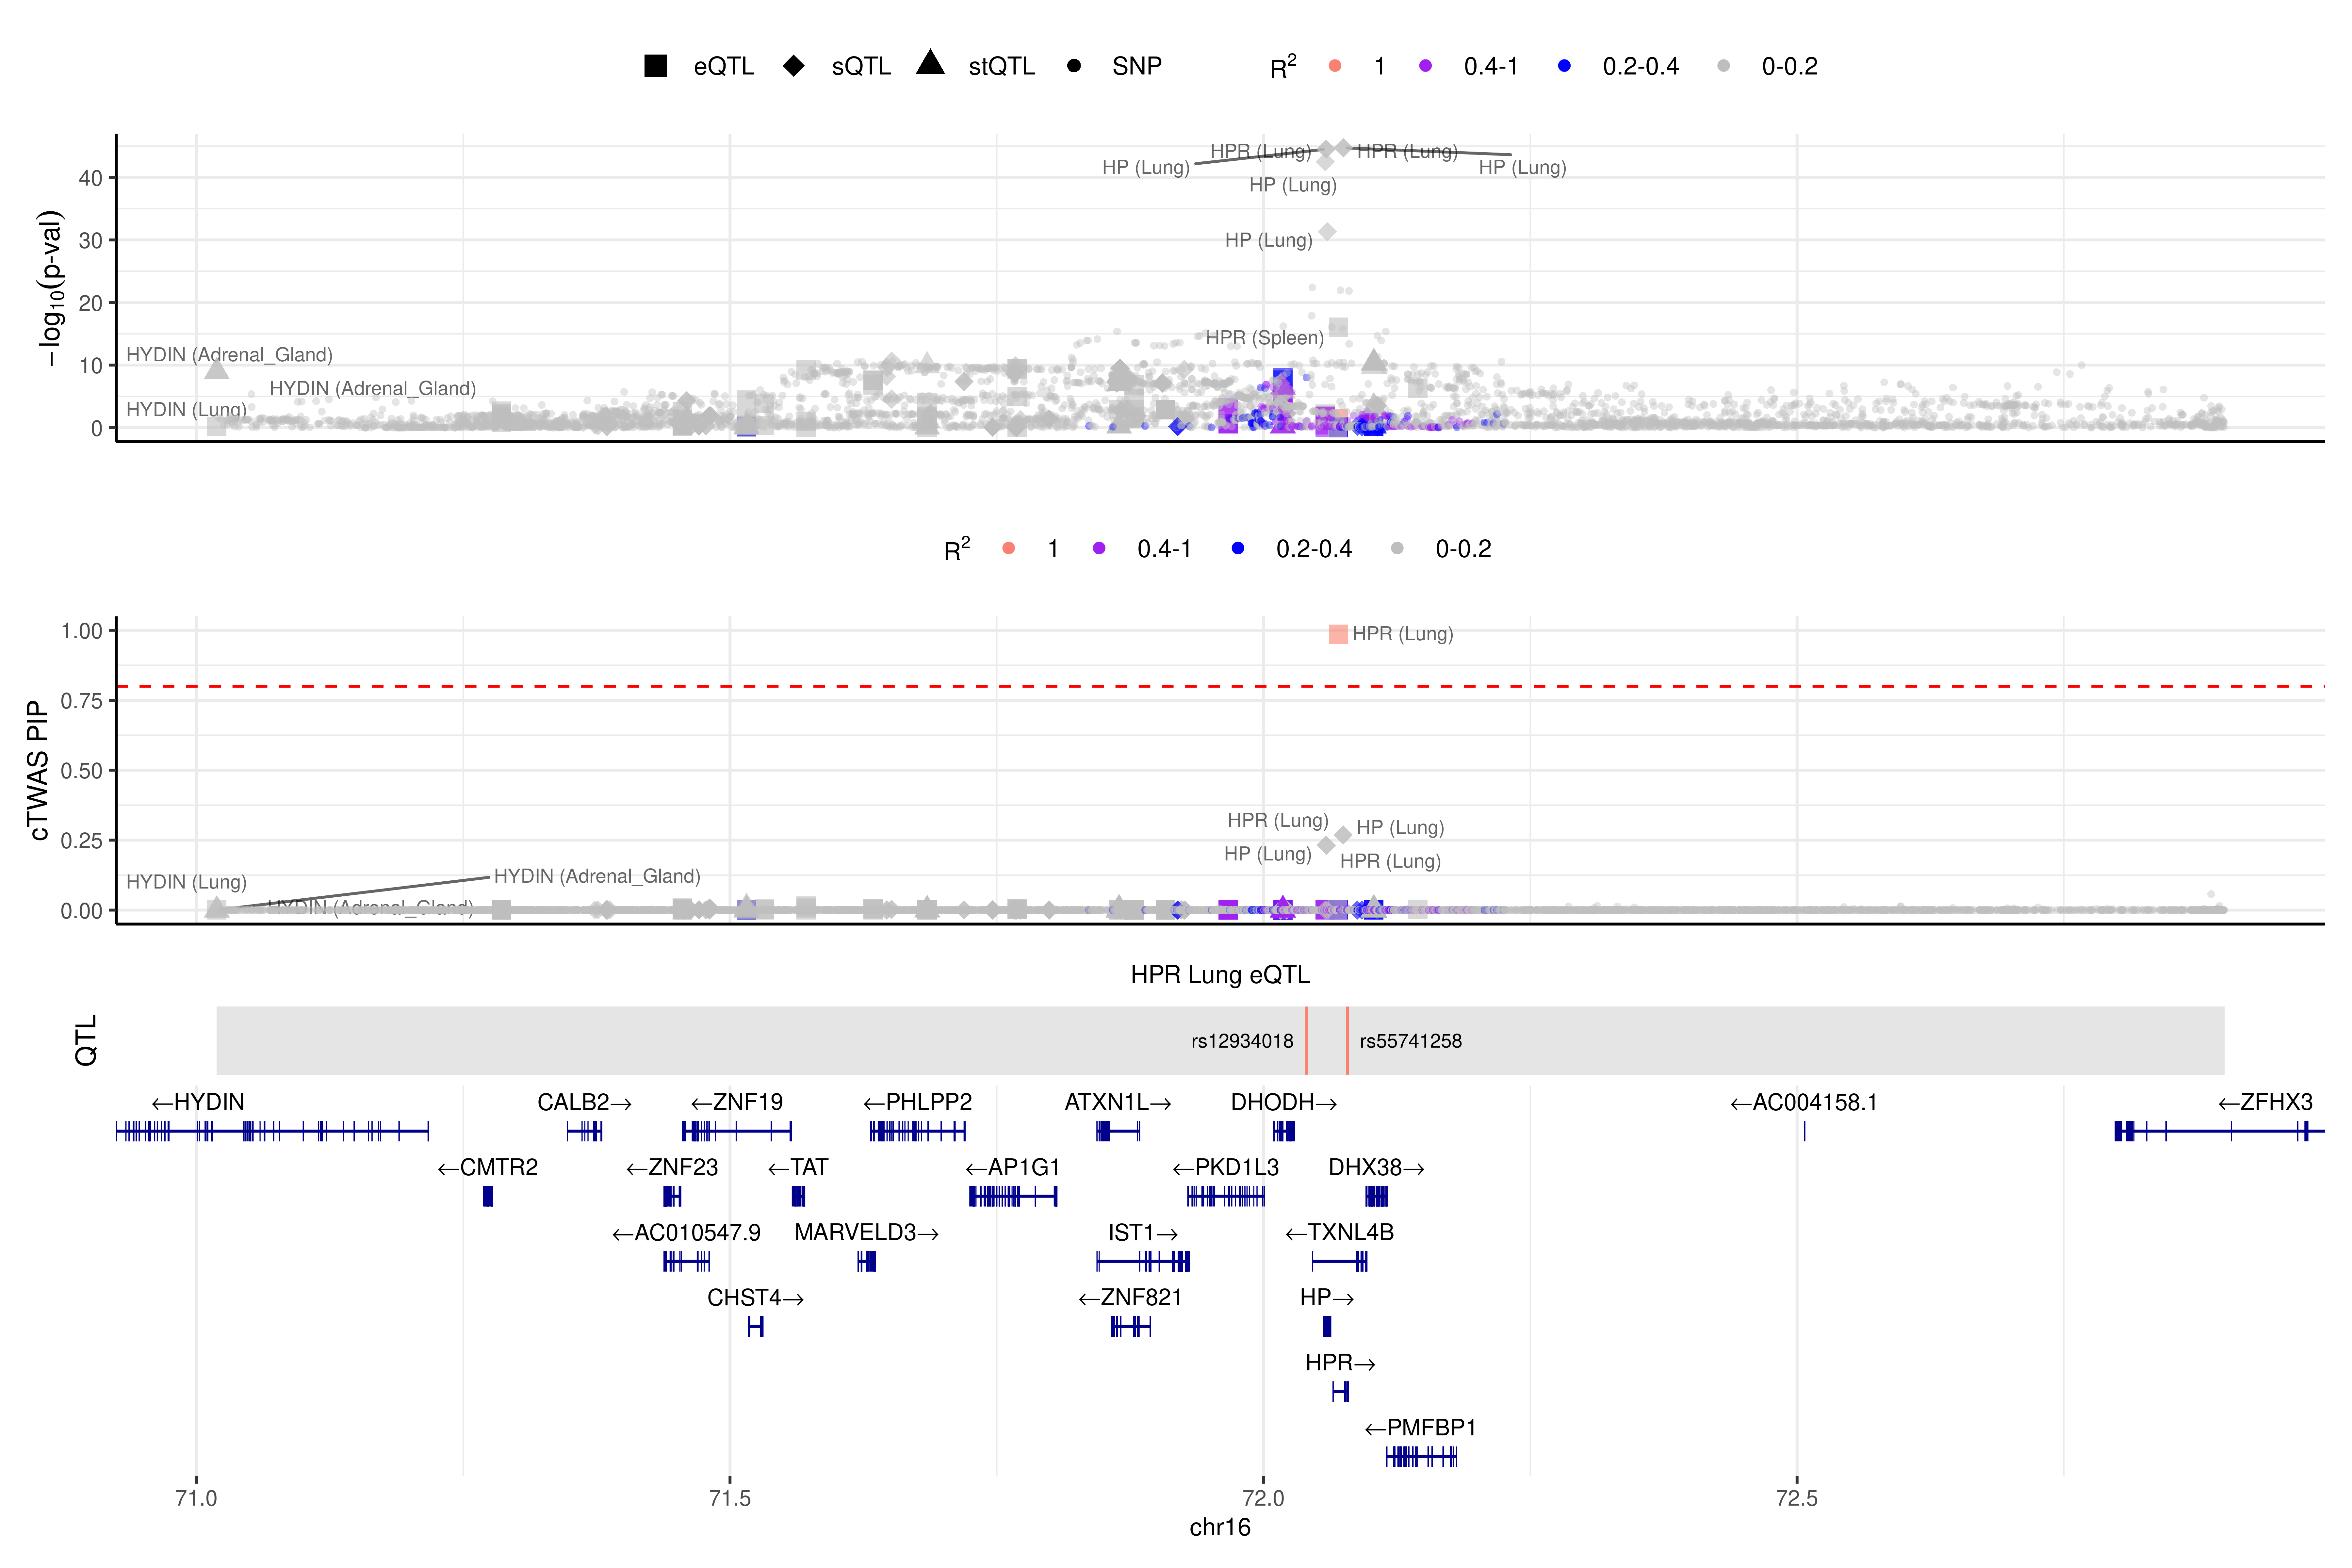 eQTL sQTL stQTL SNP R² 1 0.4-1 0.2-0.4 0-0.2
−log₁₀(p-val)
40
30
20
10
0
HPR (Lung)
HPR (Lung)
HP (Lung)
HP (Lung)
HP (Lung)
HP (Lung)
HPR (Spleen)
HYDIN (Adrenal_Gland)
HYDIN (Adrenal_Gland)
HYDIN (Lung)
R² 1 0.4-1 0.2-0.4 0-0.2
cTWAS PIP
1.00
0.75
0.50
0.25
0.00
HPR (Lung)
HPR (Lung)
HP (Lung)
HP (Lung)
HPR (Lung)
HYDIN (Adrenal_Gland)
HYDIN (Lung)
HYDIN (Adrenal_Gland)
HPR Lung eQTL
QTL
rs12934018
rs55741258
←HYDIN CALB2→ ←ZNF19 ←PHLPP2 ATXN1L→ DHODH→ ←AC004158.1 ←ZFHX3
←CMTR2 ←ZNF23 ←TAT ←AP1G1 ←PKD1L3 DHX38→
←AC010547.9 MARVELD3→ IST1→ ←TXNL4B
CHST4→ ←ZNF821 HP→
HPR→
←PMFBP1
71.0 71.5 72.0 72.5
chr16